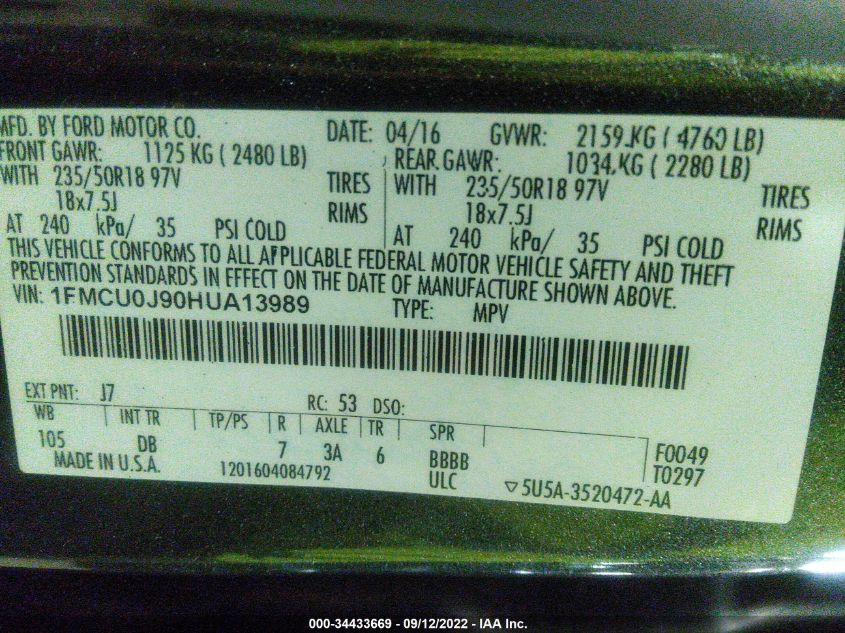 MFD. BY FORD MOTOR CO. DATE: 04/16 GVWR: 2159.KG ( 4760 LB)
FRONT GAWR: 1125 KG ( 2480 LB) REAR GAWR: 1034.KG ( 2280 LB)
WITH 235/50R18 97V TIRES WITH 235/50R18 97V TIRES
18x7.5J RIMS 18x7.5J RIMS
AT 240 kPa/ 35 PSI COLD AT 240 kPa/ 35 PSI COLD
THIS VEHICLE CONFORMS TO ALL APPLICABLE FEDERAL MOTOR VEHICLE SAFETY AND THEFT
PREVENTION STANDARDS IN EFFECT ON THE DATE OF MANUFACTURE SHOWN ABOVE.
VIN: 1FMCU0J90HUA13989 TYPE: MPV
EXT PNT: J7 RC: 53 DSO:
WB INT TR TP/PS R AXLE TR SPR
105 DB 7 3A 6 BBBB F0049
MADE IN U.S.A. 1201604084792 ULC T0297
5U5A-3520472-AA
000-34433669 - 09/12/2022 - IAA Inc.